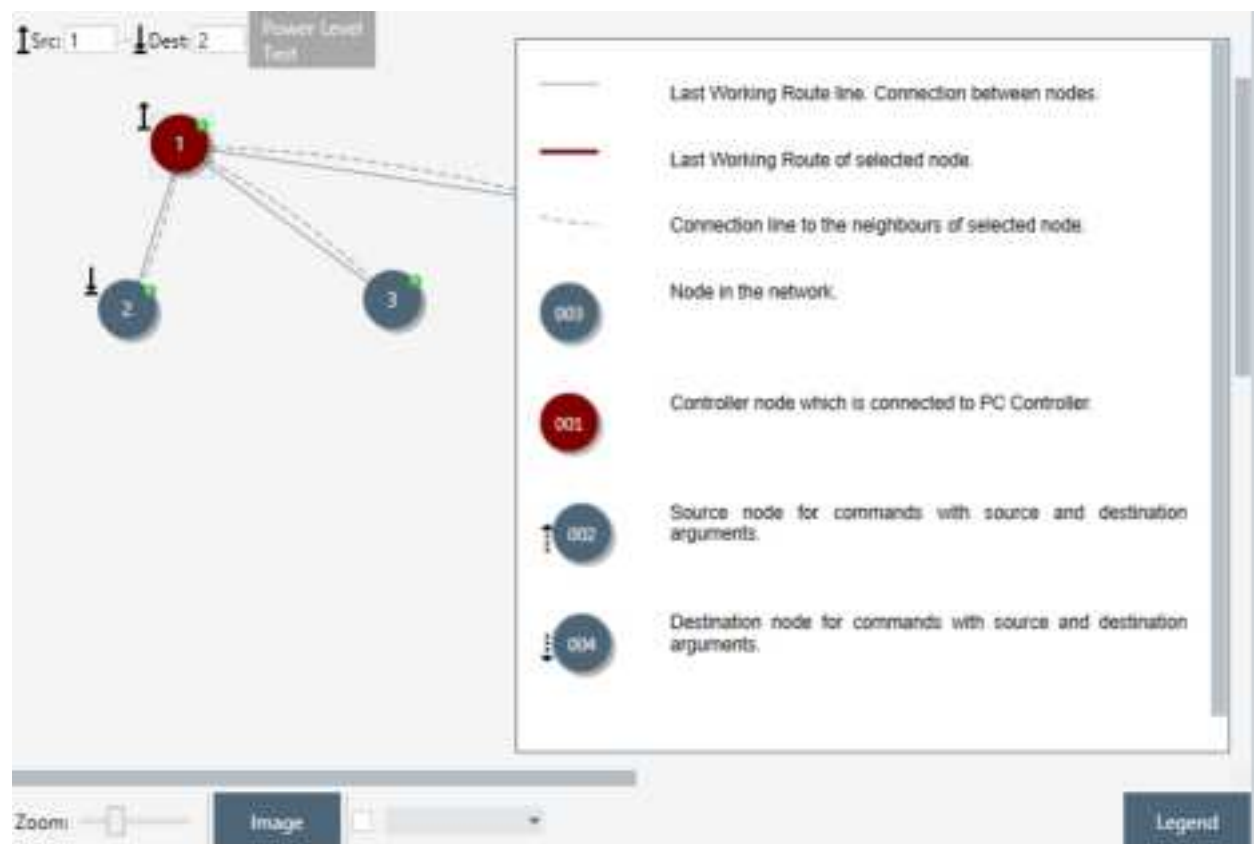 Src: 1 Dest: 2 Power Level
Test
1
2
3
Last Working Route line. Connection between nodes.
Last Working Route of selected node.
Connection line to the neighbours of selected node.
003 Node in the network.
001 Controller node which is connected to PC Controller.
002 Source node for commands with source and destination
arguments.
004 Destination node for commands with source and destination
arguments.
Zoom: Image Legend